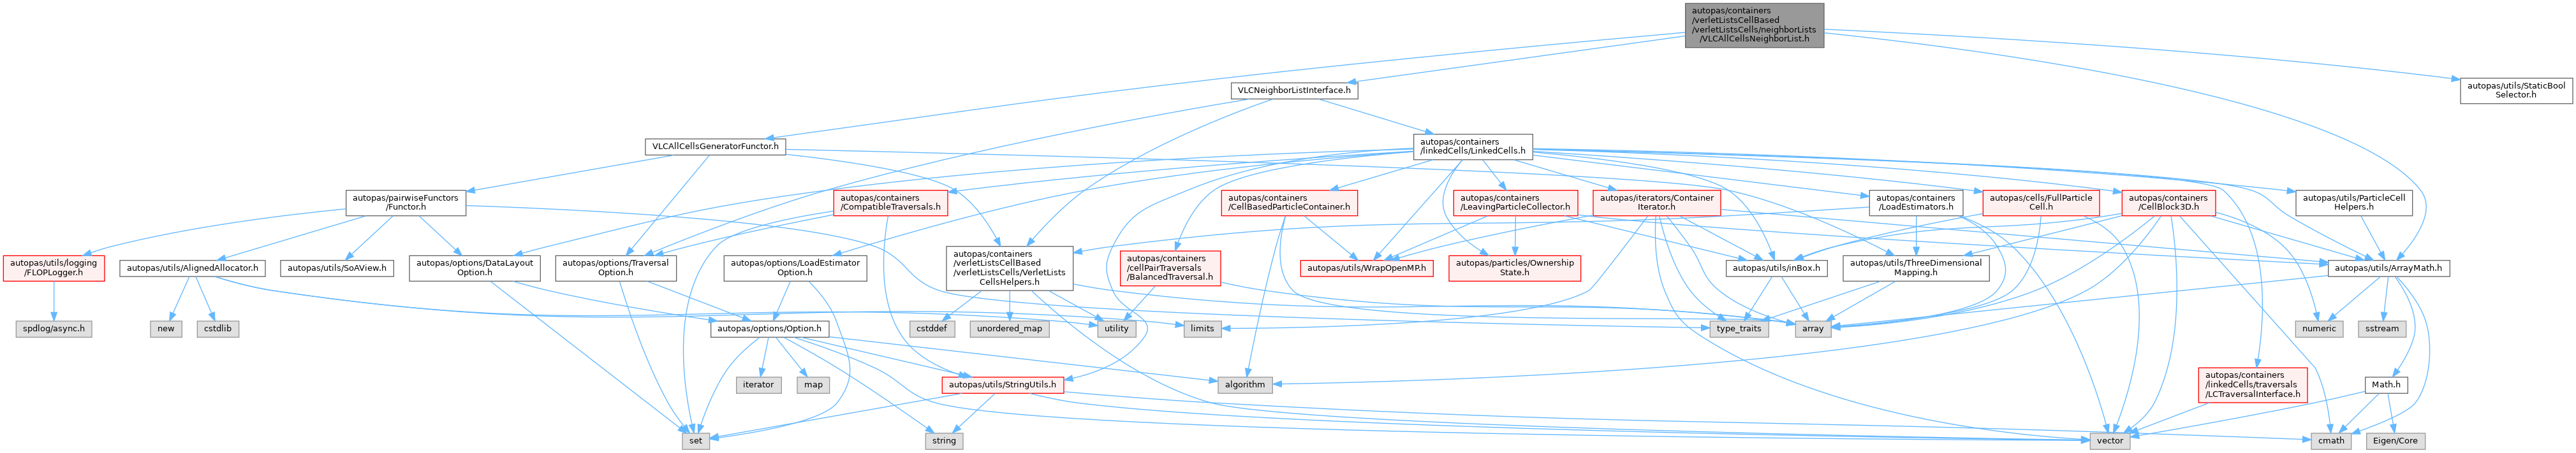 autopas/containers
/verletListsCellBased
/verletListsCells/neighborLists
/VLCAllCellsNeighborList.h
VLCNeighborListInterface.h
autopas/utils/StaticBool
Selector.h
VLCAllCellsGeneratorFunctor.h
autopas/containers
/linkedCells/LinkedCells.h
autopas/pairwiseFunctors
/Functor.h
autopas/containers
/CompatibleTraversals.h
autopas/containers
/CellBasedParticleContainer.h
autopas/containers
/LeavingParticleCollector.h
autopas/iterators/Container
Iterator.h
autopas/containers
/LoadEstimators.h
autopas/cells/FullParticle
Cell.h
autopas/containers
/CellBlock3D.h
autopas/utils/ParticleCell
Helpers.h
autopas/utils/logging
/FLOPLogger.h
autopas/utils/AlignedAllocator.h
autopas/utils/SoAView.h
autopas/options/DataLayout
Option.h
autopas/options/Traversal
Option.h
autopas/options/LoadEstimator
Option.h
autopas/containers
/verletListsCellBased
/verletListsCells/VerletLists
CellsHelpers.h
autopas/containers
/cellPairTraversals
/BalancedTraversal.h
autopas/utils/WrapOpenMP.h
autopas/particles/Ownership
State.h
autopas/utils/inBox.h
autopas/utils/ThreeDimensional
Mapping.h
autopas/utils/ArrayMath.h
spdlog/async.h
new
cstdlib
autopas/options/Option.h
cstddef
unordered_map
utility
limits
type_traits
array
numeric
sstream
iterator
map
autopas/utils/StringUtils.h
algorithm
autopas/containers
/linkedCells/traversals
/LCTraversalInterface.h
Math.h
set
string
vector
cmath
Eigen/Core